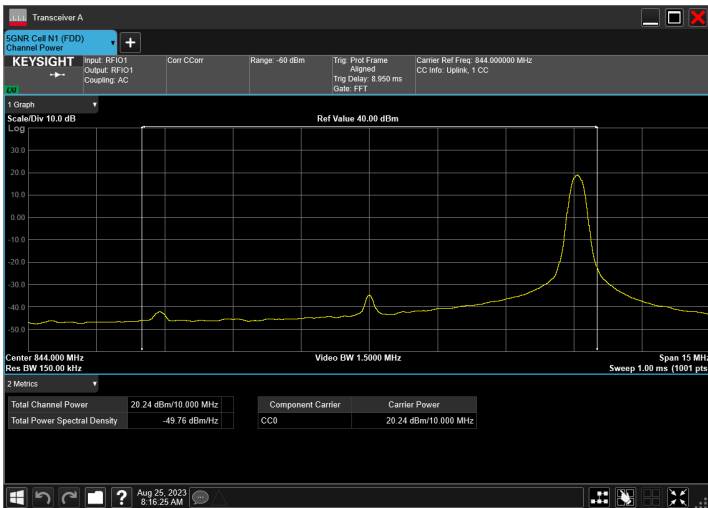 Transceiver A
5GNR Cell N1 (FDD)
Channel Power
+
KEYSIGHT
Input: RFIO1
Output: RFIO1
Coupling: AC
Corr CCorr
Range: -60 dBm
Trig: Prot Frame
Aligned
Trig Delay: 8.950 ms
Gate: FFT
Carrier Ref Freq: 844.000000 MHz
CC Info: Uplink, 1 CC
1 Graph
Scale/Div 10.0 dB
Ref Value 40.00 dBm
Log
30.0
20.0
10.0
0.00
-10.0
-20.0
-30.0
-40.0
-50.0
Center 844.000 MHz
Video BW 1.5000 MHz
Span 15 MHz
Res BW 150.00 kHz
Sweep 1.00 ms (1001 pts
2 Metrics
Total Channel Power 20.24 dBm/10.000 MHz
Total Power Spectral Density -49.76 dBm/Hz
Component Carrier Carrier Power
CC0 20.24 dBm/10.000 MHz
?
Aug 25, 2023
8:16:25 AM